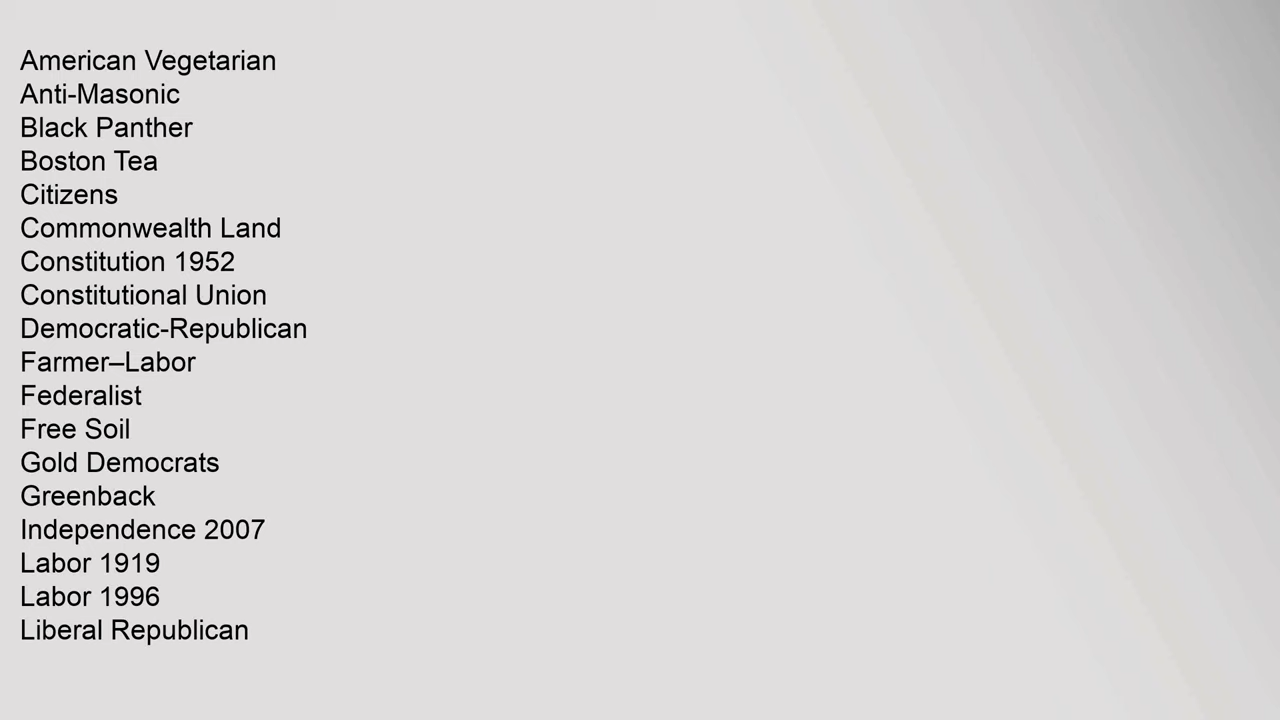 American Vegetarian
Anti-Masonic
Black Panther
Boston Tea
Citizens
Commonwealth Land
Constitution 1952
Constitutional Union
Democratic-Republican
Farmer–Labor
Federalist
Free Soil
Gold Democrats
Greenback
Independence 2007
Labor 1919
Labor 1996
Liberal Republican